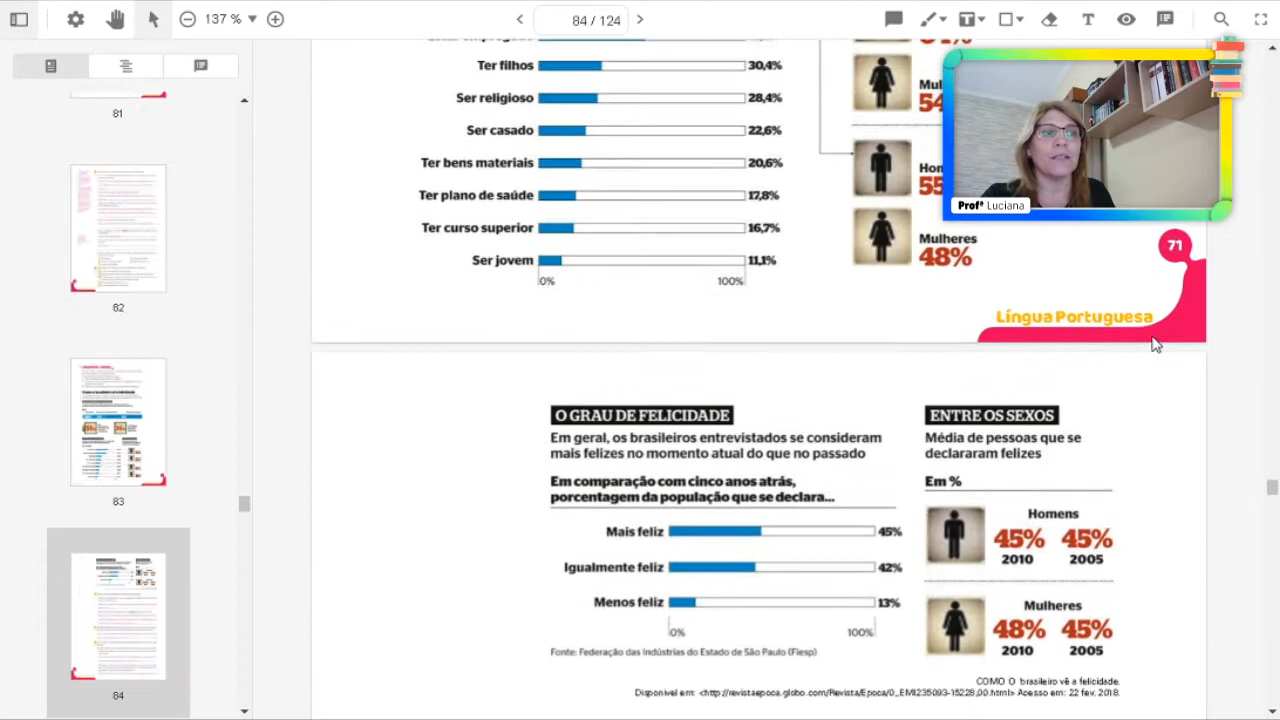 137 %
84 / 124
81
82
83
84
Ter filhos 30,4%
Ser religioso 28,4%
Ser casado 22,6%
Ter bens materiais 20,6%
Ter plano de saúde 17,8%
Ter curso superior 16,7%
Ser jovem 11,1%
0% 100%
Mulheres
48%
Profª Luciana
71
Língua Portuguesa
O GRAU DE FELICIDADE
Em geral, os brasileiros entrevistados se consideram
mais felizes no momento atual do que no passado
Em comparação com cinco anos atrás,
porcentagem da população que se declara...
Mais feliz 45%
Igualmente feliz 42%
Menos feliz 13%
0% 100%
Fonte: Federação das Indústrias do Estado de São Paulo (Fiesp)
ENTRE OS SEXOS
Média de pessoas que se
declararam felizes
Em %
Homens
45% 45%
2010 2005
Mulheres
48% 45%
2010 2005
COMO O brasileiro vê a felicidade.
Disponível em: <http://revistaepoca.globo.com/Revista/Epoca/0,,EMI235093-15228,00.html> Acesso em: 22 fev. 2018.